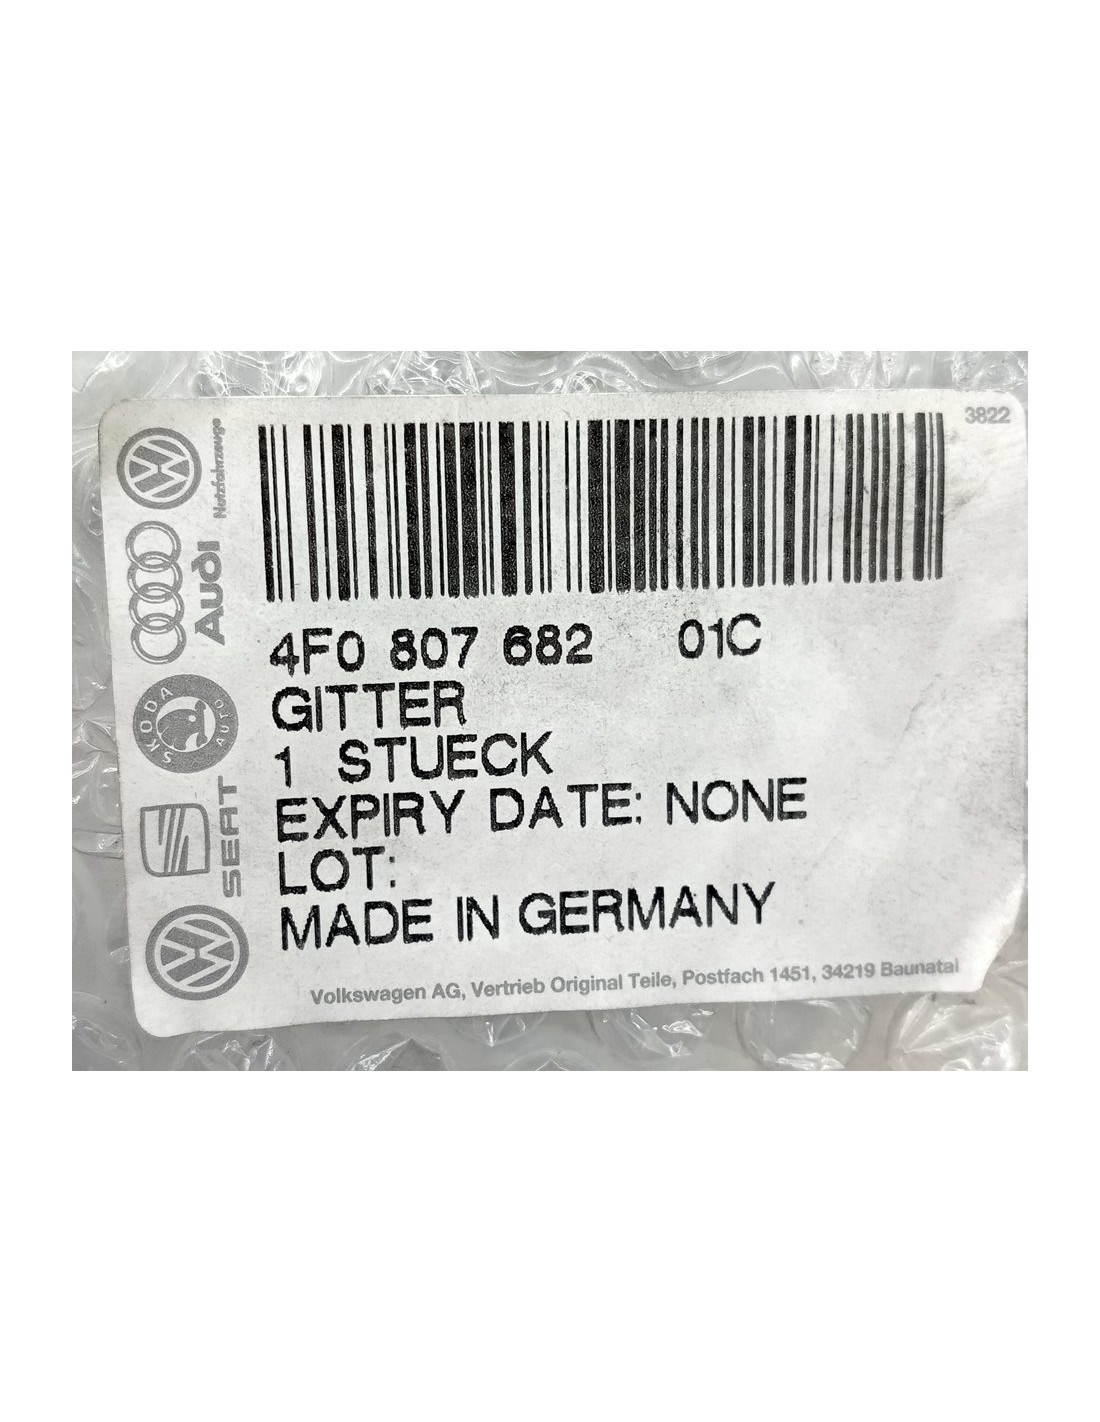 3822
Nutzfahrzeuge
Audi
SKODA AUTO
SEAT
4F0 807 682 01C
GITTER
1 STUECK
EXPIRY DATE: NONE
LOT:
MADE IN GERMANY
Volkswagen AG, Vertrieb Original Teile, Postfach 1451, 34219 Baunatal